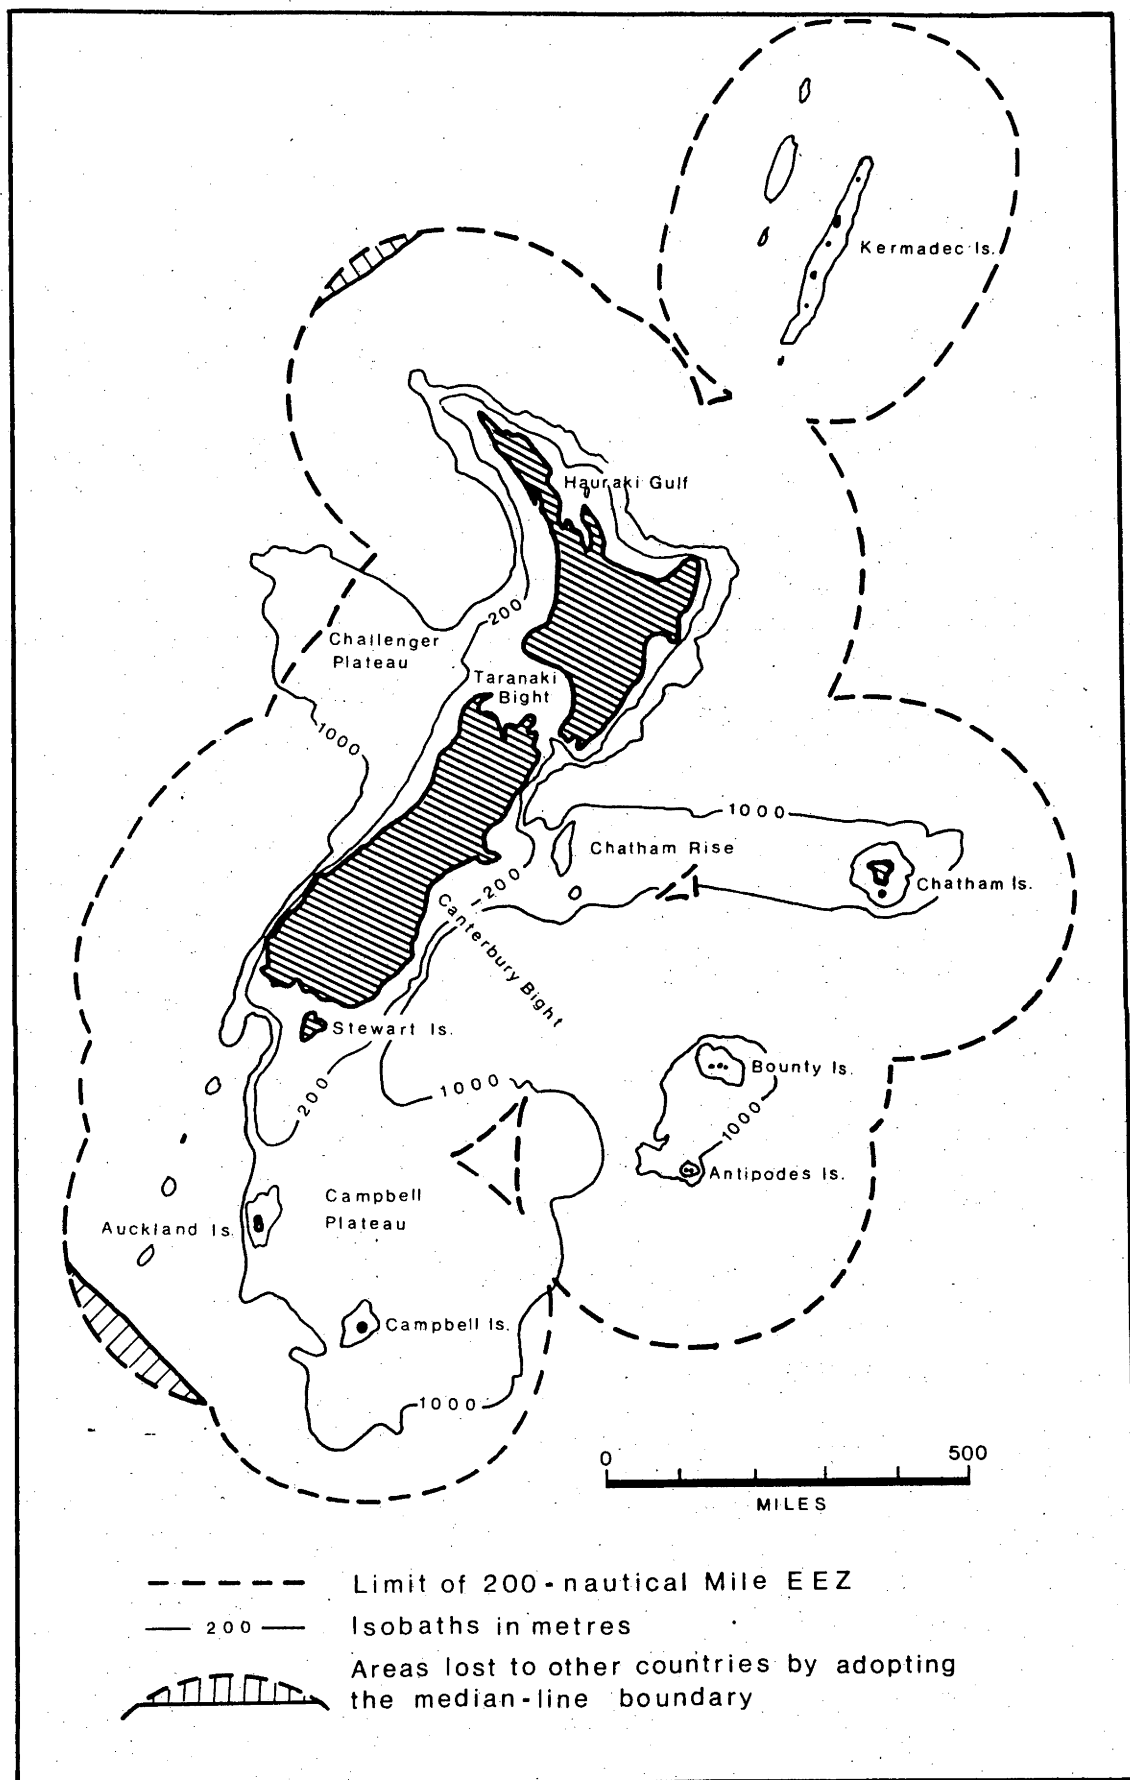 Kermadec Is.
Hauraki Gulf
200
Challenger
Plateau
Taranaki
Bight
1000
1000
Chatham Rise
200
Chatham Is.
Canterbury Bight
Stewart Is.
Bounty Is.
200
1000
1000
Antipodes Is.
Campbell
Plateau
Auckland Is.
Campbell Is.
1000
0 500
MILES
Limit of 200-nautical Mile EEZ
200 Isobaths in metres
Areas lost to other countries by adopting
the median-line boundary